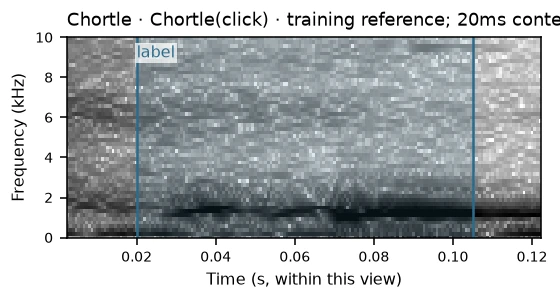 Chortle · Chortle(click) · training reference; 20ms conte
label
Frequency (kHz)
10
8
6
4
2
0
0.02 0.04 0.06 0.08 0.10 0.12
Time (s, within this view)